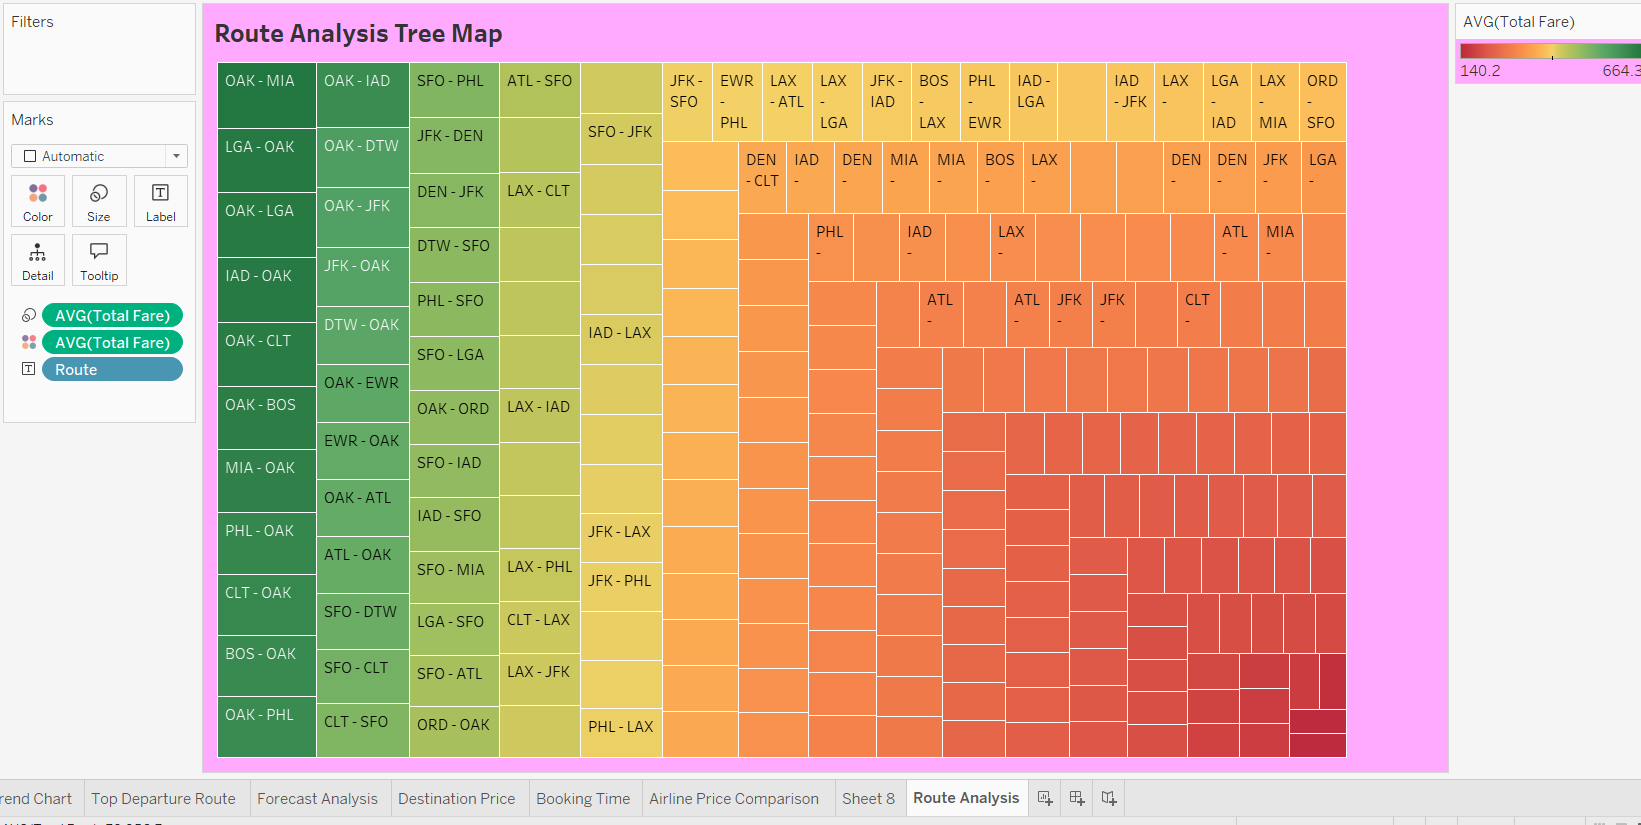 Filters
Marks
Automatic
Color
Size
Label
Detail
Tooltip
AVG(Total Fare)
AVG(Total Fare)
Route
Route Analysis Tree Map
OAK - MIA
LGA - OAK
OAK - LGA
IAD - OAK
OAK - CLT
OAK - BOS
MIA - OAK
PHL - OAK
CLT - OAK
BOS - OAK
OAK - PHL
OAK - IAD
OAK - DTW
OAK - JFK
JFK - OAK
DTW - OAK
OAK - EWR
EWR - OAK
OAK - ATL
ATL - OAK
SFO - DTW
SFO - CLT
CLT - SFO
SFO - PHL
JFK - DEN
DEN - JFK
DTW - SFO
PHL - SFO
SFO - LGA
OAK - ORD
SFO - IAD
IAD - SFO
SFO - MIA
LGA - SFO
SFO - ATL
ORD - OAK
ATL - SFO
LAX - CLT
LAX - IAD
LAX - PHL
CLT - LAX
LAX - JFK
SFO - JFK
IAD - LAX
JFK - LAX
JFK - PHL
PHL - LAX
JFK -
SFO
EWR
-
PHL
LAX
- ATL
LAX
-
LGA
JFK -
IAD
BOS
-
LAX
PHL
-
EWR
IAD -
LGA
IAD
- JFK
LAX
-
LGA
-
IAD
LAX
-
MIA
ORD
-
SFO
DEN
- CLT
IAD
-
DEN
-
MIA
-
MIA
-
BOS
-
LAX
-
DEN
-
DEN
-
JFK
-
LGA
-
PHL
-
IAD
-
LAX
-
ATL
-
MIA
-
ATL
-
ATL
-
JFK
-
JFK
-
CLT
-
AVG(Total Fare)
140.2 664.3
rend Chart
Top Departure Route
Forecast Analysis
Destination Price
Booking Time
Airline Price Comparison
Sheet 8
Route Analysis